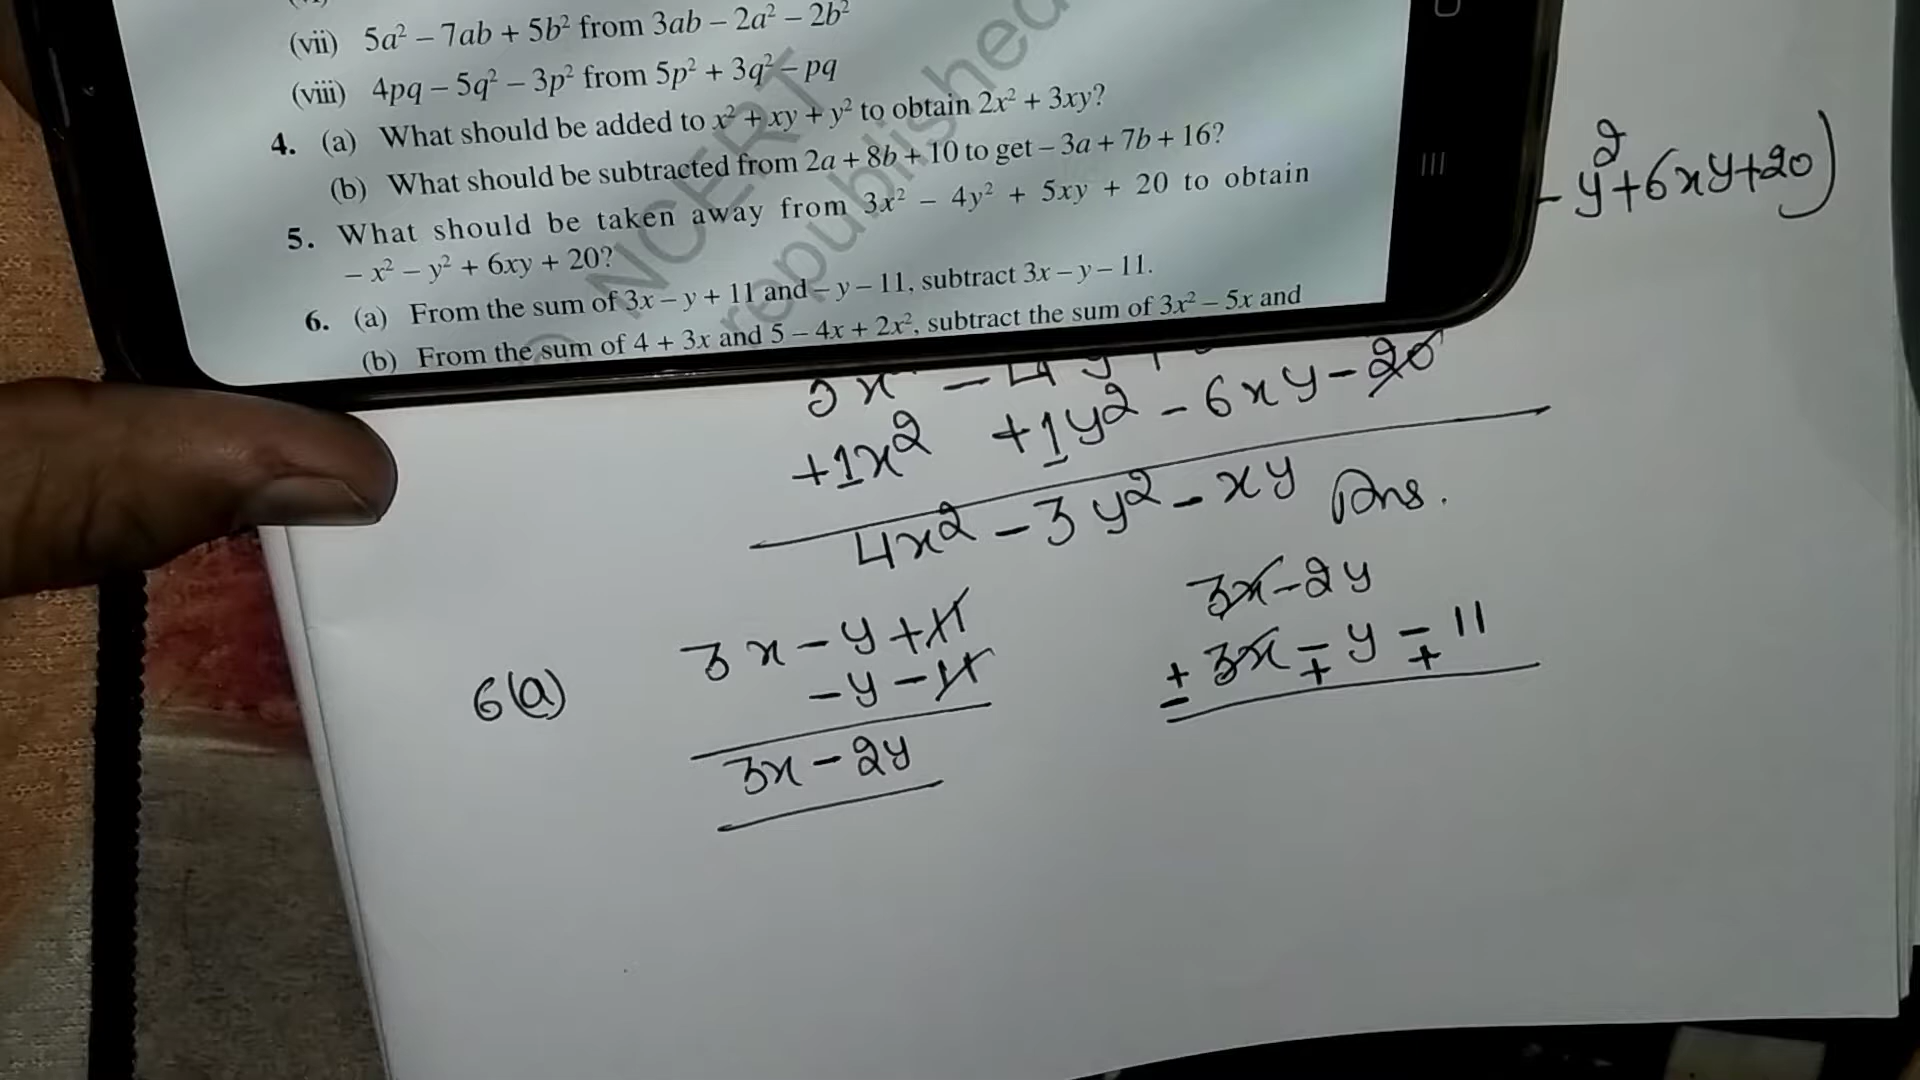 (vii) 5a² – 7ab + 5b² from 3ab – 2a² – 2b²
(viii) 4pq – 5q² – 3p² from 5p² + 3q² – pq
4. (a) What should be added to x² + xy + y² to obtain 2x² + 3xy?
(b) What should be subtracted from 2a + 8b + 10 to get – 3a + 7b + 16?
5. What should be taken away from 3x² – 4y² + 5xy + 20 to obtain
– x² – y² + 6xy + 20?
6. (a) From the sum of 3x – y + 11 and – y – 11, subtract 3x – y – 11.
(b) From the sum of 4 + 3x and 5 – 4x + 2x², subtract the sum of 3x² – 5x and
NCERT
republished
- y² + 6xy + 20)
+1x² +1y² - 6xy - 20
4x² - 3y² - xy Ans.
6(a)
3x - y + 11
- y - 11
3x - 2y
3x - 2y
+ 3x - y - 11
- + +